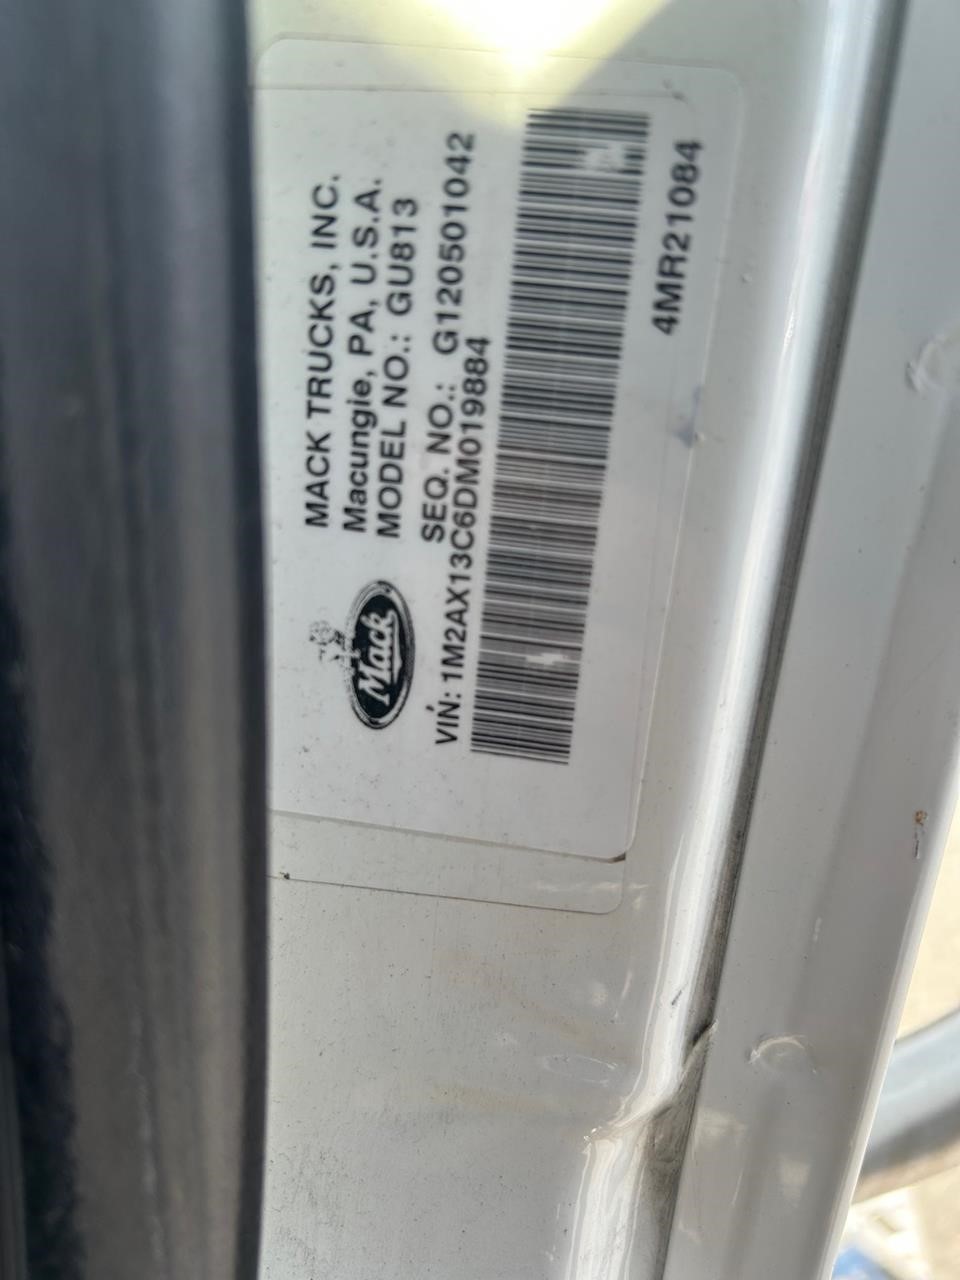 MACK TRUCKS, INC.
Macungie, PA, U.S.A.
MODEL NO.: GU813
SEQ. NO.: G120501042
VIN: 1M2AX13C6DM019884
4MR21084
Mack